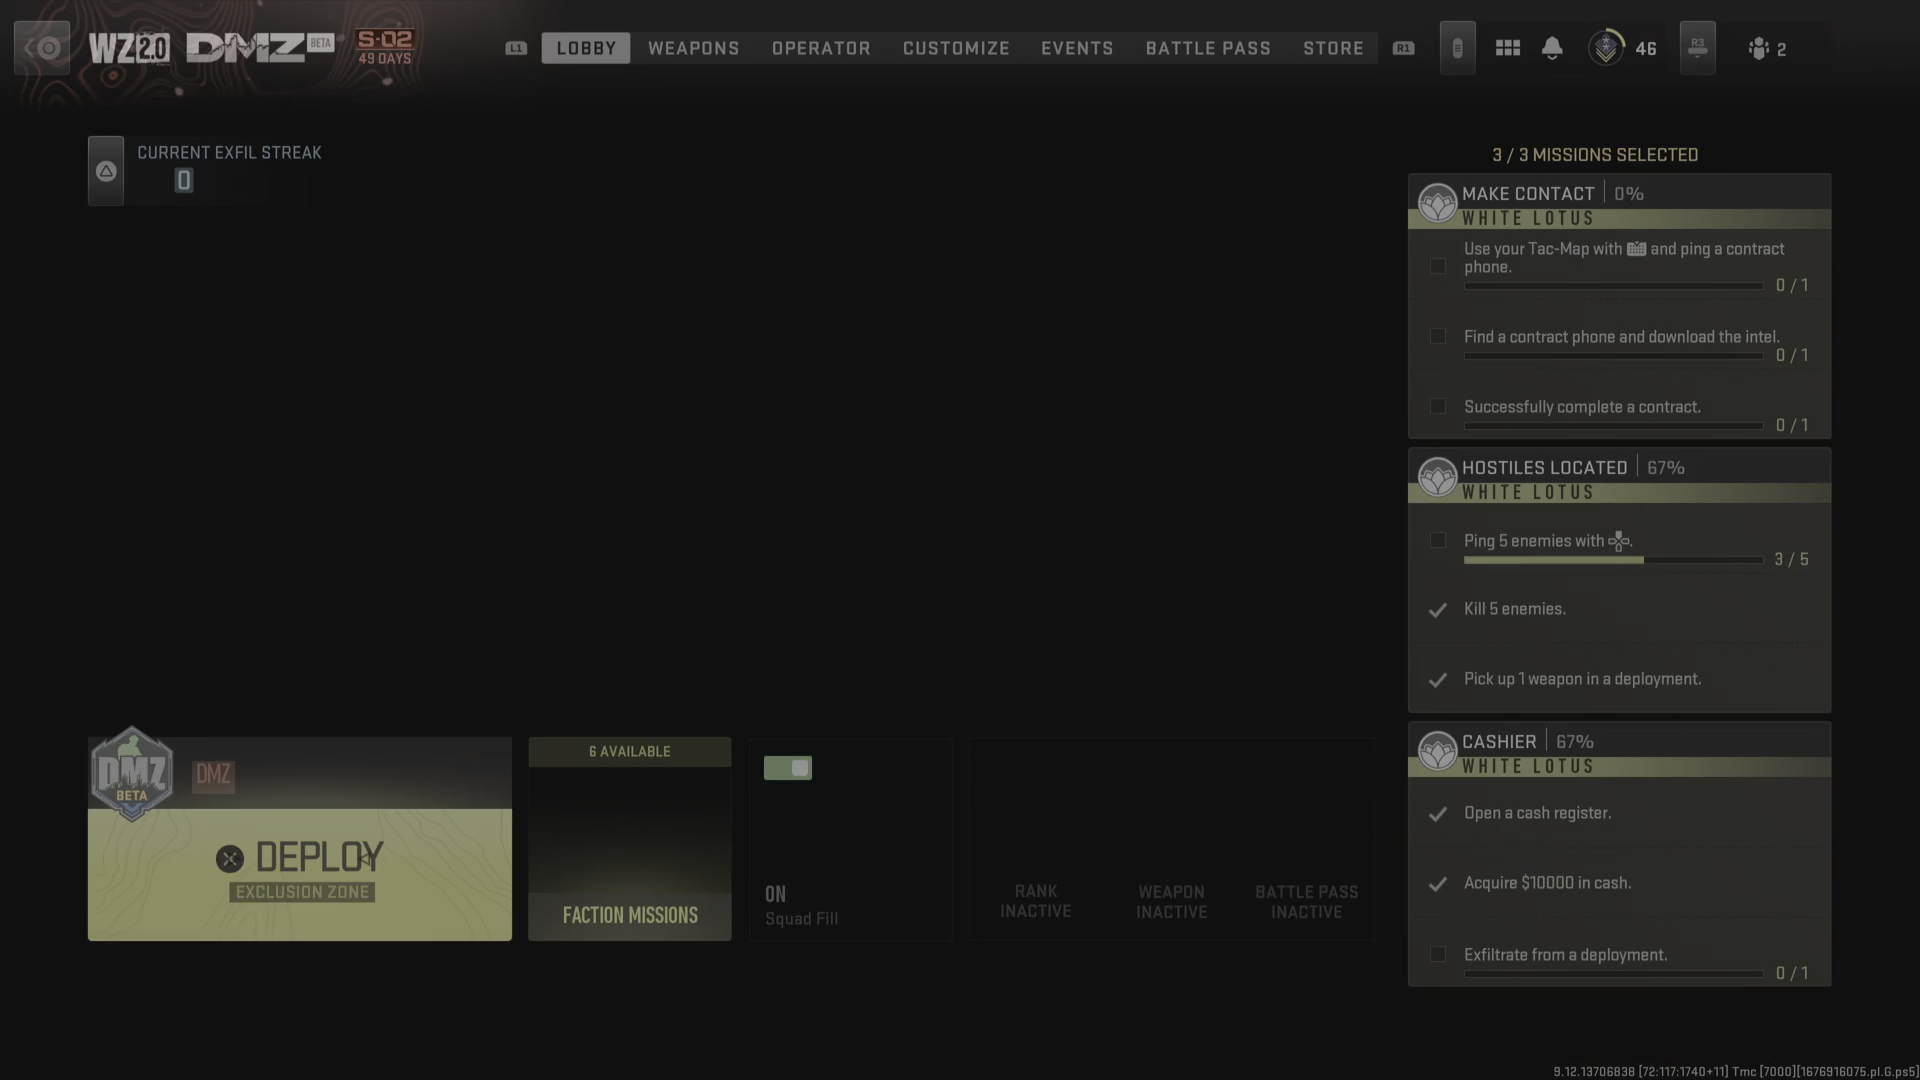 WZ2.0 DMZ BETA S-02
49 DAYS
L1 LOBBY WEAPONS OPERATOR CUSTOMIZE EVENTS BATTLE PASS STORE R1 46 R3 2
CURRENT EXFIL STREAK
0
3 / 3 MISSIONS SELECTED
MAKE CONTACT | 0%
WHITE LOTUS
Use your Tac-Map with and ping a contract
phone.
0 / 1
Find a contract phone and download the intel.
0 / 1
Successfully complete a contract.
0 / 1
HOSTILES LOCATED | 67%
WHITE LOTUS
Ping 5 enemies with .
3 / 5
Kill 5 enemies.
Pick up 1 weapon in a deployment.
CASHIER | 67%
WHITE LOTUS
Open a cash register.
Acquire $10000 in cash.
Exfiltrate from a deployment.
0 / 1
DMZ
BETA
DMZ
DEPLOY
EXCLUSION ZONE
6 AVAILABLE
FACTION MISSIONS
ON
Squad Fill
RANK
INACTIVE
WEAPON
INACTIVE
BATTLE PASS
INACTIVE
9.12.13706838 [72:117:1740+11] Tmc [7000][1676916075.pl.G.ps5]